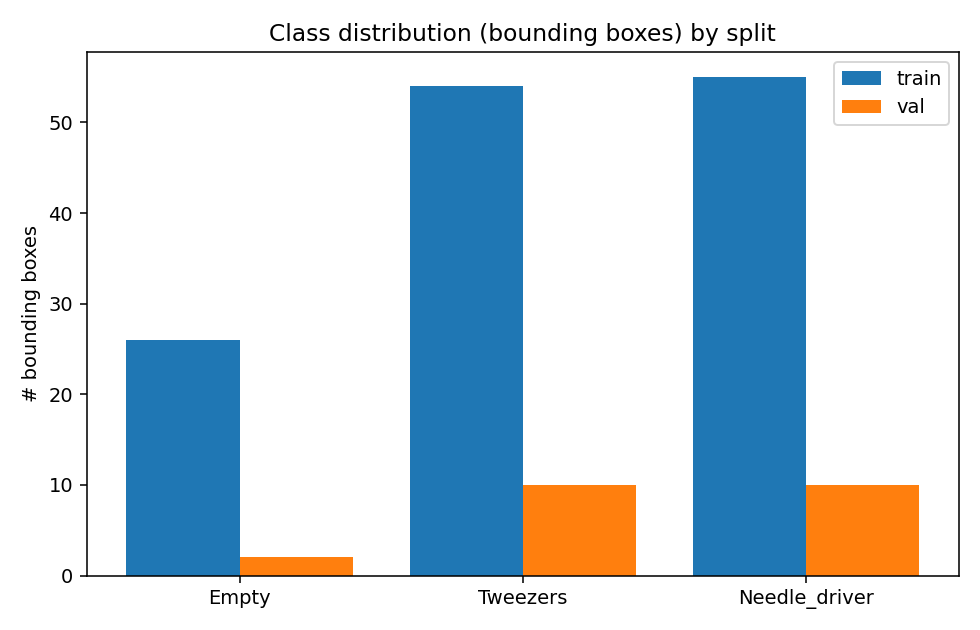 Class distribution (bounding boxes) by split
train
val
# bounding boxes
50
40
30
20
10
0
Empty
Tweezers
Needle_driver